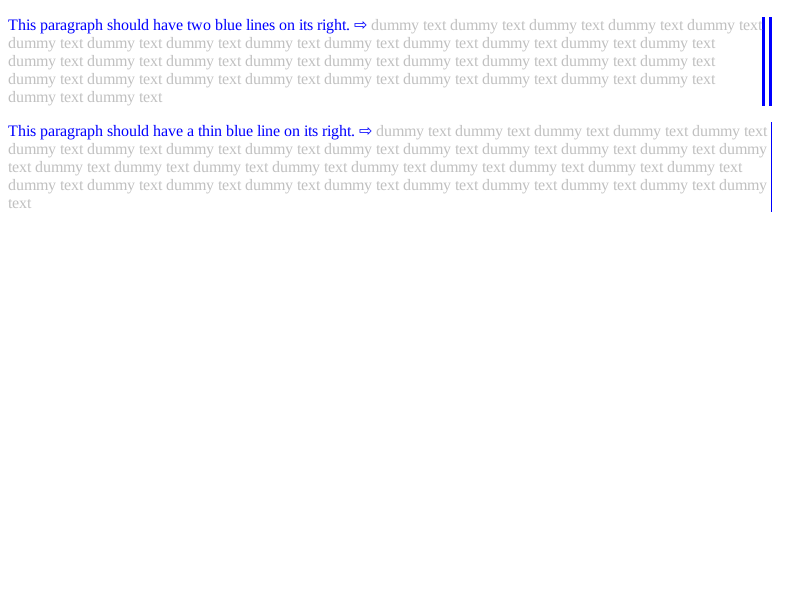 This paragraph should have two blue lines on its right. ⇨ dummy text dummy text dummy text dummy text dummy text
dummy text dummy text dummy text dummy text dummy text dummy text dummy text dummy text dummy text
dummy text dummy text dummy text dummy text dummy text dummy text dummy text dummy text dummy text
dummy text dummy text dummy text dummy text dummy text dummy text dummy text dummy text dummy text
dummy text dummy text
This paragraph should have a thin blue line on its right. ⇨ dummy text dummy text dummy text dummy text dummy text
dummy text dummy text dummy text dummy text dummy text dummy text dummy text dummy text dummy text dummy
text dummy text dummy text dummy text dummy text dummy text dummy text dummy text dummy text dummy text
dummy text dummy text dummy text dummy text dummy text dummy text dummy text dummy text dummy text dummy
text